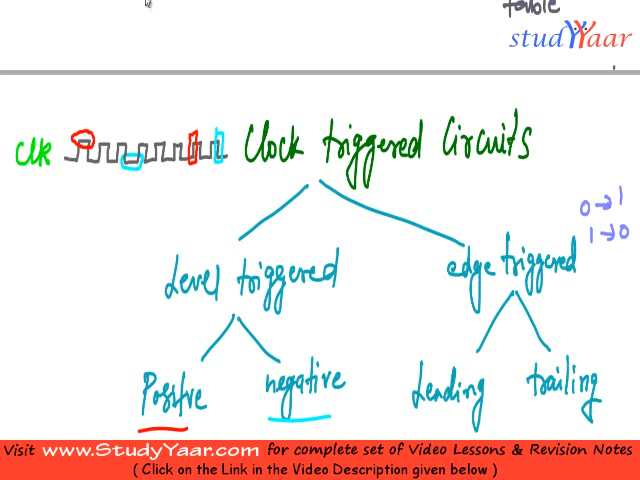 table
studYYaar
Clk Clock triggered Circuits
0→1
1→0
Level triggered edge triggered
Positve negative Leading trailing
Visit www.StudyYaar.com for complete set of Video Lessons & Revision Notes
( Click on the Link in the Video Description given below )